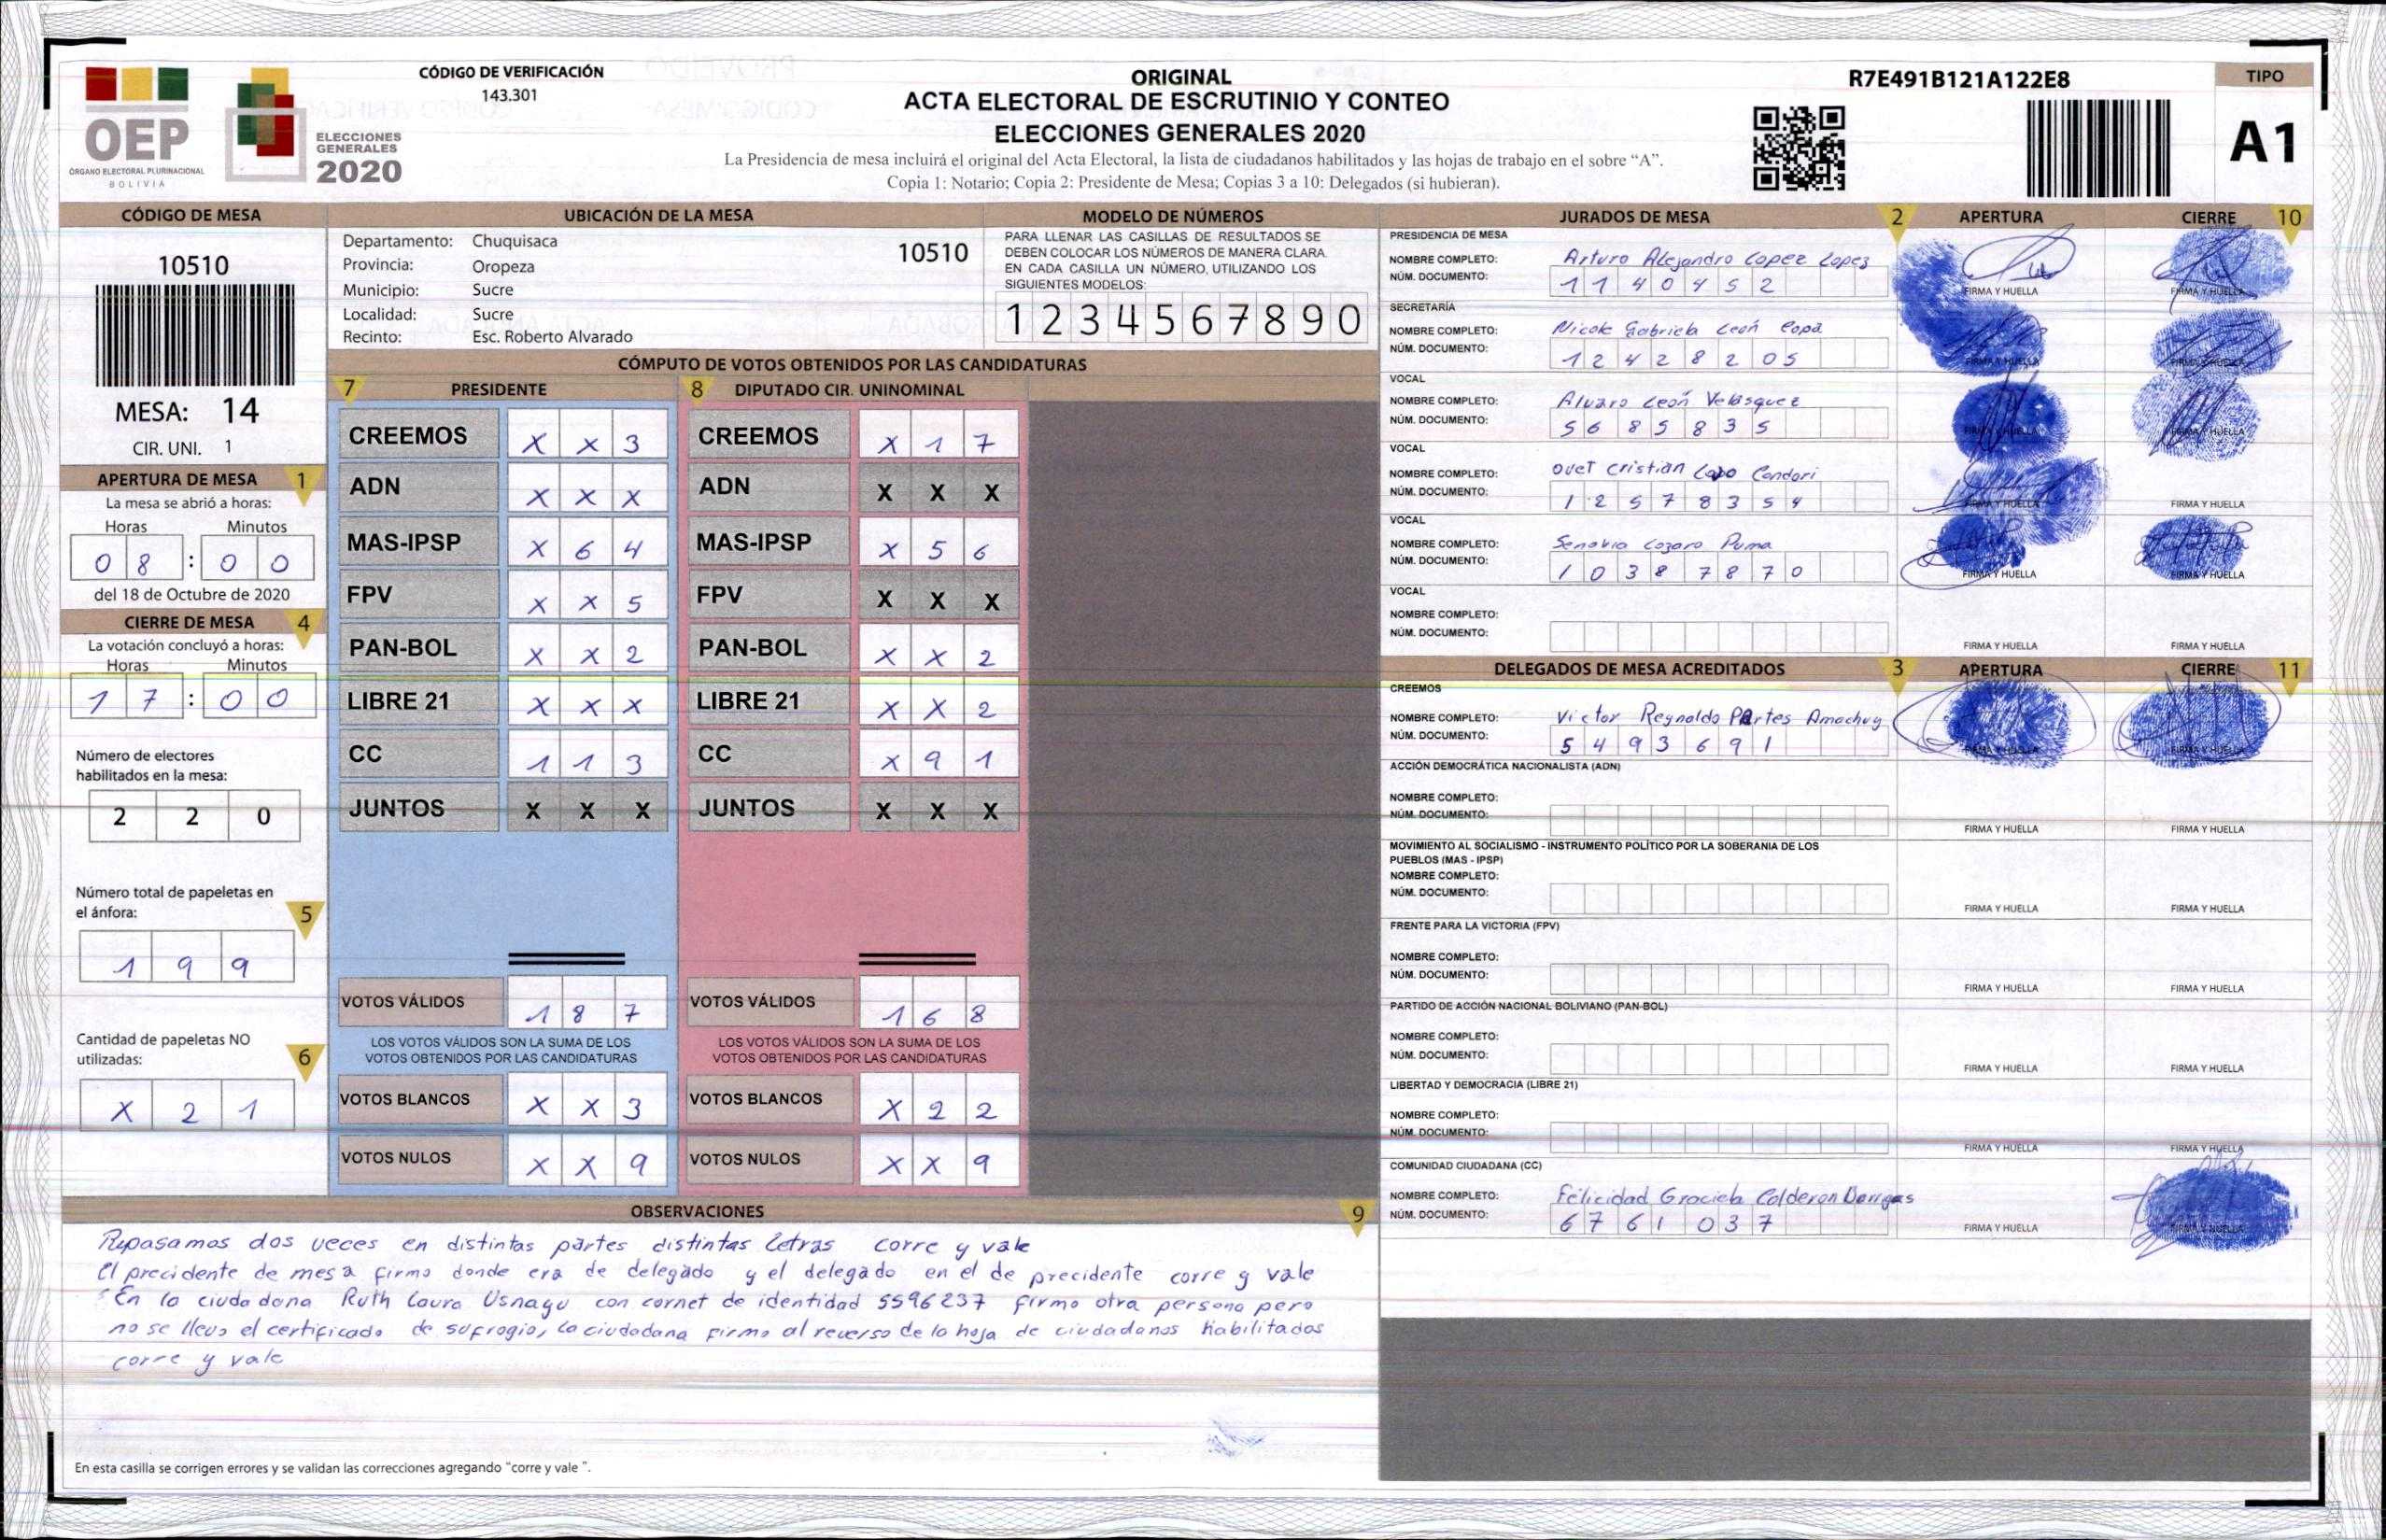 CÓDIGO DE VERIFICACIÓN
143.301
OEP
ÓRGANO ELECTORAL PLURINACIONAL
BOLIVIA
ELECCIONES
GENERALES
2020
ORIGINAL
ACTA ELECTORAL DE ESCRUTINIO Y CONTEO
ELECCIONES GENERALES 2020
La Presidencia de mesa incluirá el original del Acta Electoral, la lista de ciudadanos habilitados y las hojas de trabajo en el sobre “A”.
Copia 1: Notario; Copia 2: Presidente de Mesa; Copias 3 a 10: Delegados (si hubieran).
R7E491B121A122E8
TIPO
A1
CÓDIGO DE MESA
10510
MESA: 14
CIR. UNI. 1
APERTURA DE MESA 1
La mesa se abrió a horas:
Horas Minutos
0 8 : 0 0
del 18 de Octubre de 2020
CIERRE DE MESA 4
La votación concluyó a horas:
Horas Minutos
1 7 : 0 0
Número de electores
habilitados en la mesa:
2 2 0
Número total de papeletas en
el ánfora: 5
1 9 9
Cantidad de papeletas NO
utilizadas: 6
X 2 1
UBICACIÓN DE LA MESA
Departamento: Chuquisaca 10510
Provincia: Oropeza
Municipio: Sucre
Localidad: Sucre
Recinto: Esc. Roberto Alvarado
MODELO DE NÚMEROS
PARA LLENAR LAS CASILLAS DE RESULTADOS SE
DEBEN COLOCAR LOS NÚMEROS DE MANERA CLARA.
EN CADA CASILLA UN NÚMERO, UTILIZANDO LOS
SIGUIENTES MODELOS:
1 2 3 4 5 6 7 8 9 0
CÓMPUTO DE VOTOS OBTENIDOS POR LAS CANDIDATURAS
7 PRESIDENTE 8 DIPUTADO CIR. UNINOMINAL
CREEMOS X X 3 CREEMOS X 1 7
ADN X X X ADN X X X
MAS-IPSP X 6 4 MAS-IPSP X 5 6
FPV X X 5 FPV X X X
PAN-BOL X X 2 PAN-BOL X X 2
LIBRE 21 X X X LIBRE 21 X X 2
CC 1 1 3 CC X 9 1
JUNTOS X X X JUNTOS X X X
VOTOS VÁLIDOS 1 8 7 VOTOS VÁLIDOS 1 6 8
LOS VOTOS VÁLIDOS SON LA SUMA DE LOS LOS VOTOS VÁLIDOS SON LA SUMA DE LOS
VOTOS OBTENIDOS POR LAS CANDIDATURAS VOTOS OBTENIDOS POR LAS CANDIDATURAS
VOTOS BLANCOS X X 3 VOTOS BLANCOS X 2 2
VOTOS NULOS X X 9 VOTOS NULOS X X 9
OBSERVACIONES 9
Repasamos dos veces en distintas partes distintas letras corre y vale
El precidente de mesa firmo donde era de delegado y el delegado en el de precidente corre y vale
En la ciudadana Ruth Laura Usnayu con carnet de identidad 5596237 firmo otra persona pero
no se llevo el certificado de sufragio, la ciudadana firmo al reverso de la hoja de ciudadanos habilitados
corre y vale
En esta casilla se corrigen errores y se validan las correcciones agregando “corre y vale ”.
JURADOS DE MESA 2 APERTURA CIERRE 10
PRESIDENCIA DE MESA
NOMBRE COMPLETO: Arturo Alejandro Lopez Lopez
NÚM. DOCUMENTO: 1 1 4 0 4 5 2 FIRMA Y HUELLA FIRMA Y HUELLA
SECRETARÍA
NOMBRE COMPLETO: Nicole Gabriela León Copa
NÚM. DOCUMENTO: 1 2 4 2 8 2 0 5 FIRMA Y HUELLA FIRMA Y HUELLA
VOCAL
NOMBRE COMPLETO: Alvaro León Velásquez
NÚM. DOCUMENTO: 5 6 8 5 8 3 5 FIRMA Y HUELLA FIRMA Y HUELLA
VOCAL
NOMBRE COMPLETO: Ovet Cristian Condori
NÚM. DOCUMENTO: 1 2 5 7 8 3 5 4 FIRMA Y HUELLA FIRMA Y HUELLA
VOCAL
NOMBRE COMPLETO: Senovia Lozaro Puma
NÚM. DOCUMENTO: 1 0 3 8 7 8 7 0 FIRMA Y HUELLA FIRMA Y HUELLA
VOCAL
NOMBRE COMPLETO:
NÚM. DOCUMENTO: FIRMA Y HUELLA FIRMA Y HUELLA
DELEGADOS DE MESA ACREDITADOS 3 APERTURA CIERRE 11
CREEMOS
NOMBRE COMPLETO: Victor Reynaldo Amachuy
NÚM. DOCUMENTO: 5 4 9 3 6 9 1 FIRMA Y HUELLA FIRMA Y HUELLA
ACCIÓN DEMOCRÁTICA NACIONALISTA (ADN)
NOMBRE COMPLETO:
NÚM. DOCUMENTO: FIRMA Y HUELLA FIRMA Y HUELLA
MOVIMIENTO AL SOCIALISMO - INSTRUMENTO POLÍTICO POR LA SOBERANIA DE LOS
PUEBLOS (MAS - IPSP)
NOMBRE COMPLETO:
NÚM. DOCUMENTO: FIRMA Y HUELLA FIRMA Y HUELLA
FRENTE PARA LA VICTORIA (FPV)
NOMBRE COMPLETO:
NÚM. DOCUMENTO: FIRMA Y HUELLA FIRMA Y HUELLA
PARTIDO DE ACCIÓN NACIONAL BOLIVIANO (PAN-BOL)
NOMBRE COMPLETO:
NÚM. DOCUMENTO: FIRMA Y HUELLA FIRMA Y HUELLA
LIBERTAD Y DEMOCRACIA (LIBRE 21)
NOMBRE COMPLETO:
NÚM. DOCUMENTO: FIRMA Y HUELLA FIRMA Y HUELLA
COMUNIDAD CIUDADANA (CC)
NOMBRE COMPLETO: Felicidad Graciela Calderon
NÚM. DOCUMENTO: 6 7 6 1 0 3 7 FIRMA Y HUELLA FIRMA Y HUELLA